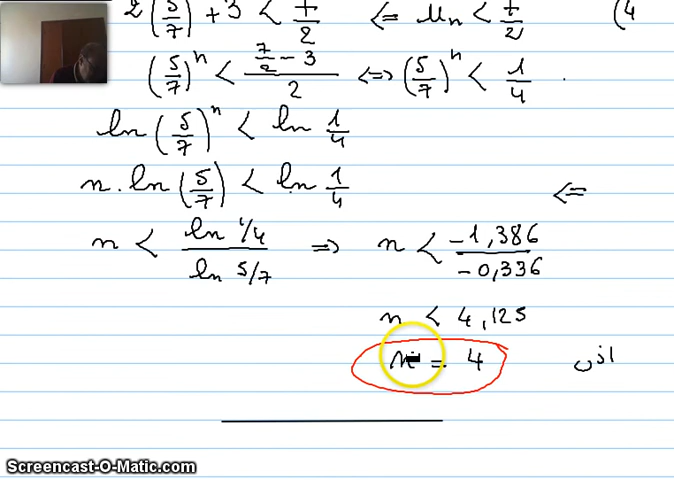 2(5/7)ⁿ + 3 < 7/2 <= uₙ < 7/2 (4
(5/7)ⁿ < (7/2 − 3)/2 <=> (5/7)ⁿ < 1/4 .
ln (5/7)ⁿ < ln 1/4
n . ln (5/7) < ln 1/4 <=
n < ln 1/4 / ln 5/7 => n < −1,386 / −0,336
n < 4,125
n = 4 اذن
Screencast-O-Matic.com